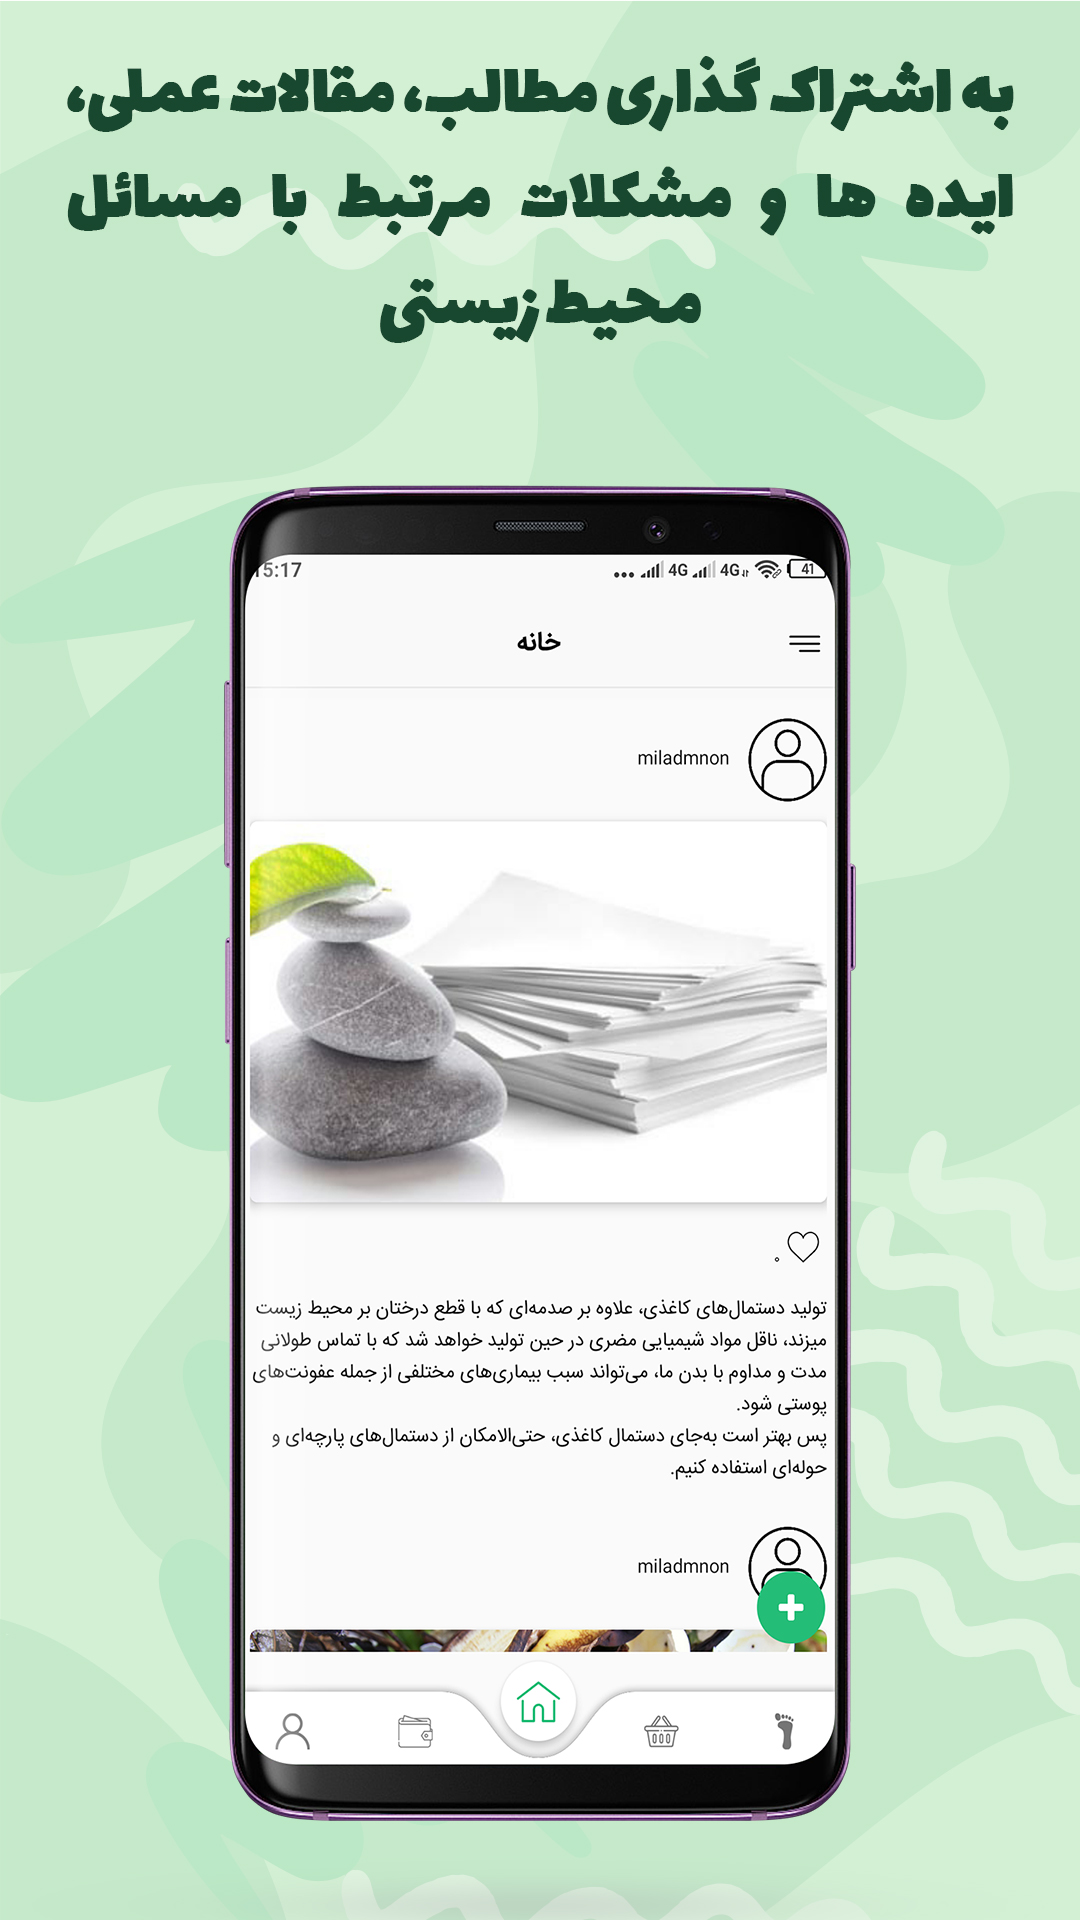 به اشتراک گذاری مطالب، مقالات عملی،
ایده ها و مشکلات مرتبط با مسائل
محیط زیستی
15:17
4G 4G 41
خانه
miladmnon
۰
تولید دستمال‌های کاغذی، علاوه بر صدمه‌ای که با قطع درختان بر محیط زیست
میزند، ناقل مواد شیمیایی مضری در حین تولید خواهد شد که با تماس طولانی
مدت و مداوم با بدن ما، می‌تواند سبب بیماری‌های مختلفی از جمله عفونت‌های
پوستی شود.
پس بهتر است به‌جای دستمال کاغذی، حتی‌الامکان از دستمال‌های پارچه‌ای و
حوله‌ای استفاده کنیم.
miladmnon